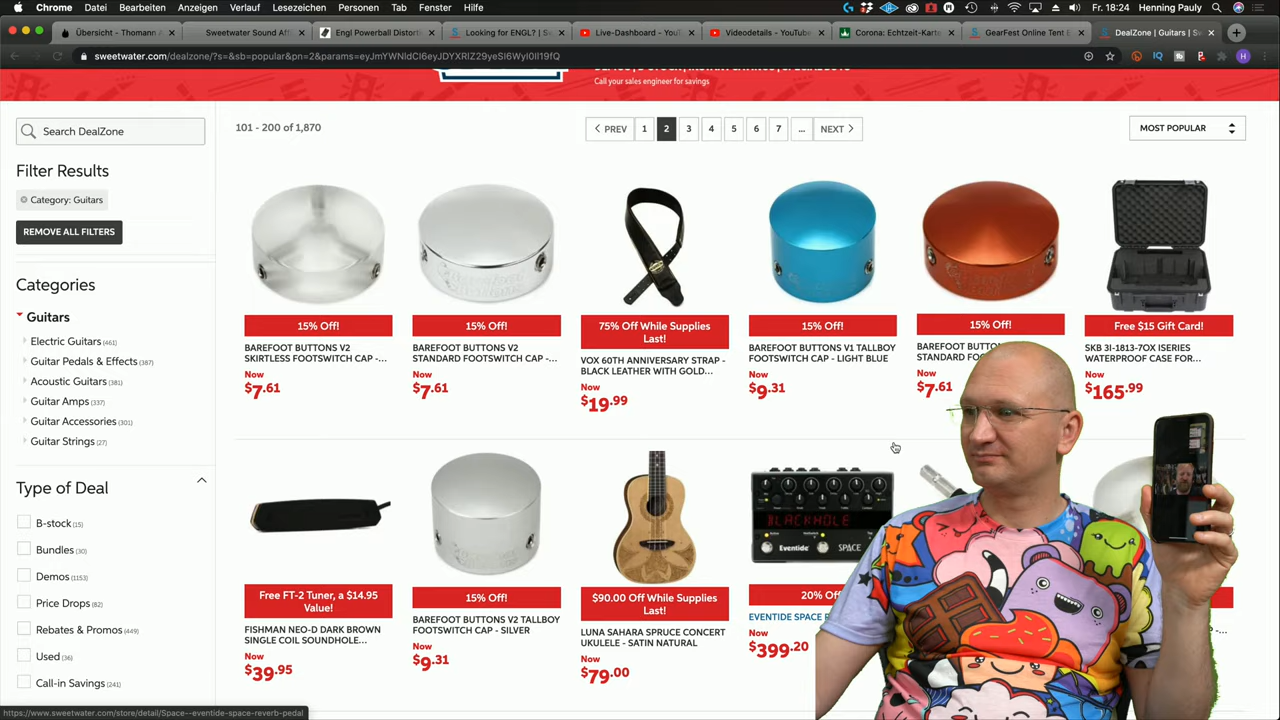 Chrome Datei Bearbeiten Anzeigen Verlauf Lesezeichen Personen Tab Fenster Hilfe Fr. 18:24 Henning Pauly
Übersicht - Thomann A
Sweetwater Sound Affi
Engl Powerball Distorti
Looking for ENGL? | S
Live-Dashboard - YouT
Videodetails - YouTube
Corona: Echtzeit-Karte
GearFest Online Tent E
DealZone | Guitars | Sw
sweetwater.com/dealzone/?s=&sb=popular&pn=2&params=eyJmYWNldCI6eyJDYXRlZ29yeSI6WyI0Il19fQ
Call your sales engineer for savings
Search DealZone
101 - 200 of 1,870
PREV 1 2 3 4 5 6 7 ... NEXT
MOST POPULAR
Filter Results
Category: Guitars
REMOVE ALL FILTERS
Categories
Guitars
Electric Guitars (461)
Guitar Pedals & Effects (387)
Acoustic Guitars (381)
Guitar Amps (337)
Guitar Accessories (301)
Guitar Strings (27)
Type of Deal
B-stock (15)
Bundles (30)
Demos (1153)
Price Drops (82)
Rebates & Promos (449)
Used (36)
Call-in Savings (241)
15% Off!
BAREFOOT BUTTONS V2
SKIRTLESS FOOTSWITCH CAP -...
Now
$7.61
15% Off!
BAREFOOT BUTTONS V2
STANDARD FOOTSWITCH CAP -...
Now
$7.61
75% Off While Supplies
Last!
VOX 60TH ANNIVERSARY STRAP -
BLACK LEATHER WITH GOLD...
Now
$19.99
15% Off!
BAREFOOT BUTTONS V1 TALLBOY
FOOTSWITCH CAP - LIGHT BLUE
Now
$9.31
15% Off!
BAREFOOT BUTTONS
STANDARD
Now
$7.61
Free $15 Gift Card!
SKB 3I-1813-7OX ISERIES
WATERPROOF CASE FOR...
Now
$165.99
Free FT-2 Tuner, a $14.95
Value!
FISHMAN NEO-D DARK BROWN
SINGLE COIL SOUNDHOLE...
Now
$39.95
15% Off!
BAREFOOT BUTTONS V2 TALLBOY
FOOTSWITCH CAP - SILVER
Now
$9.31
$90.00 Off While Supplies
Last!
LUNA SAHARA SPRUCE CONCERT
UKULELE - SATIN NATURAL
Now
$79.00
BLACKHOLE
Eventide SPACE
20%
EVENTIDE SPACE
Now
$399.20
https://www.sweetwater.com/store/detail/Space--eventide-space-reverb-pedal